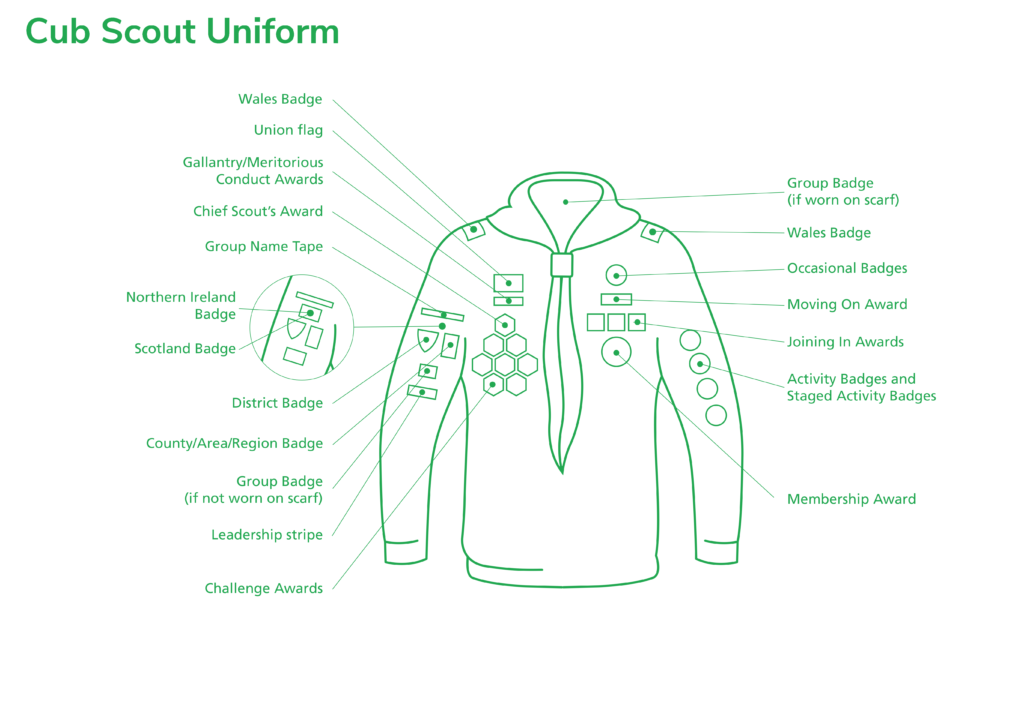 Cub Scout Uniform
Wales Badge
Union flag
Gallantry/Meritorious
Conduct Awards
Chief Scout's Award
Group Name Tape
Northern Ireland
Badge
Scotland Badge
District Badge
County/Area/Region Badge
Group Badge
(if not worn on scarf)
Leadership stripe
Challenge Awards
Group Badge
(if worn on scarf)
Wales Badge
Occasional Badges
Moving On Award
Joining In Awards
Activity Badges and
Staged Activity Badges
Membership Award